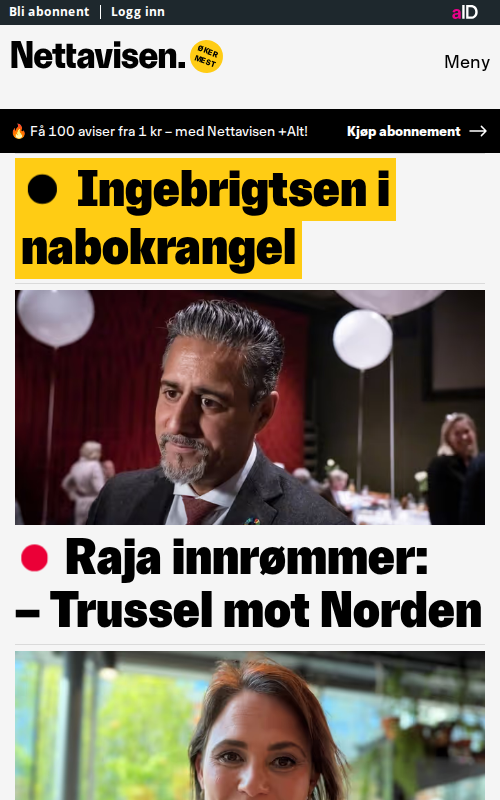 Bli abonnent
Logg inn
aID
Nettavisen.
ØKER
MEST
Meny
🔥 Få 100 aviser fra 1 kr – med Nettavisen +Alt!
Kjøp abonnement →
Ingebrigtsen i
nabokrangel
Raja innrømmer:
– Trussel mot Norden